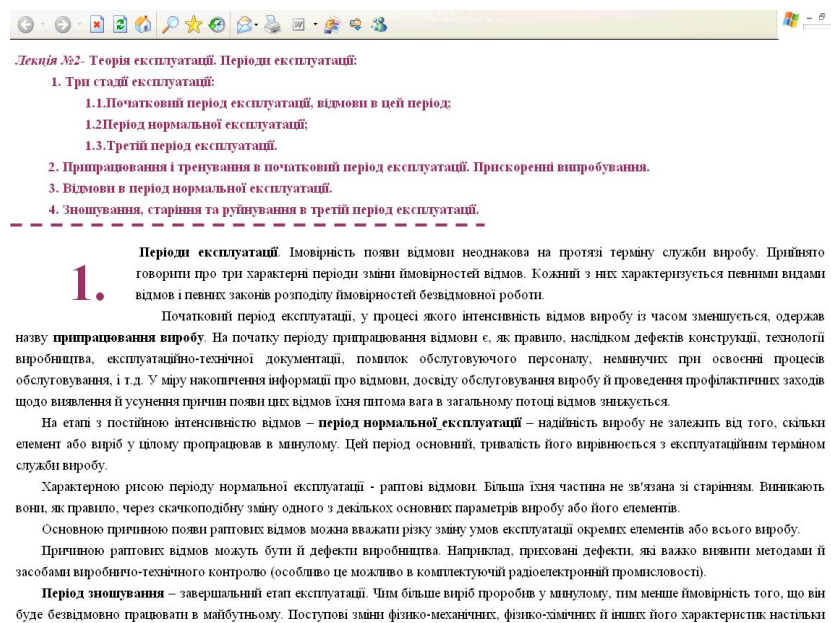 Лекція №2- Теорія експлуатації. Періоди експлуатації:
1. Три стадії експлуатації:
1.1.Початковий період експлуатації, відмови в цей період;
1.2Період нормальної експлуатації;
1.3.Третій період експлуатації.
2. Припрацювання і тренування в початковий період експлуатації. Прискоренні випробування.
3. Відмови в період нормальної експлуатації.
4. Зношування, старіння та руйнування в третій період експлуатації.
1.
Періоди експлуатації. Імовірність появи відмови неоднакова на протязі терміну служби виробу. Прийнято
говорити про три характерні періоди зміни ймовірностей відмов. Кожний з них характеризується певними видами
відмов і певних законів розподілу ймовірностей безвідмовної роботи.
Початковий період експлуатації, у процесі якого інтенсивність відмов виробу із часом зменшується, одержав
назву припрацювання виробу. На початку періоду припрацювання відмови є, як правило, наслідком дефектів конструкції, технології
виробництва, експлуатаційно-технічної документації, помилок обслуговуючого персоналу, неминучих при освоєнні процесів
обслуговування, і т.д. У міру накопичення інформації про відмови, досвіду обслуговування виробу й проведення профілактичних заходів
щодо виявлення й усунення причин появи цих відмов їхня питома вага в загальному потоці відмов знижується.
На етапі з постійною інтенсивністю відмов – період нормальної_експлуатації – надійність виробу не залежить від того, скільки
елемент або виріб у цілому пропрацював в минулому. Цей період основний, тривалість його вирівнюється з експлуатаційним терміном
служби виробу.
Характерною рисою періоду нормальної експлуатації - раптові відмови. Більша їхня частина не зв'язана зі старінням. Виникають
вони, як правило, через скачкоподібну зміну одного з декількох основних параметрів виробу або його елементів.
Основною причиною появи раптових відмов можна вважати різку зміну умов експлуатації окремих елементів або всього виробу.
Причиною раптових відмов можуть бути й дефекти виробництва. Наприклад, приховані дефекти, які важко виявити методами й
засобами виробничо-технічного контролю (особливо це можливо в комплектуючій радіоелектронній промисловості).
Період зношування – завершальний етап експлуатації. Чим більше виріб проробив у минулому, тим менше ймовірність того, що він
буде безвідмовно працювати в майбутньому. Поступові зміни фізико-механічних, фізико-хімічних й інших його характеристик настільки